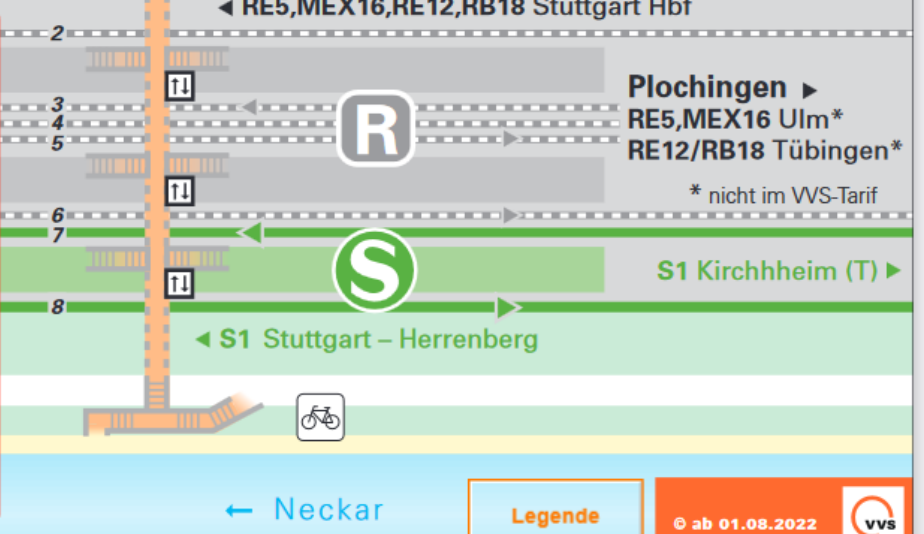 ◄ RE5,MEX16,RE12,RB18 Stuttgart Hbf
2
3
4
5
R
Plochingen ►
RE5,MEX16 Ulm*
RE12/RB18 Tübingen*
* nicht im VVS-Tarif
6
7
S
S1 Kirchhheim (T) ►
8
◄ S1 Stuttgart – Herrenberg
← Neckar
Legende
© ab 01.08.2022
vvs